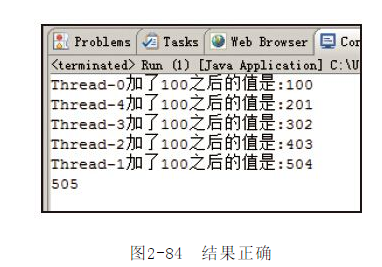 Problems Tasks Web Browser Co
<terminated> Run (1) [Java Application] C:\U
Thread-0加了100之后的值是:100
Thread-4加了100之后的值是:201
Thread-3加了100之后的值是:302
Thread-2加了100之后的值是:403
Thread-1加了100之后的值是:504
505
图2-84 结果正确